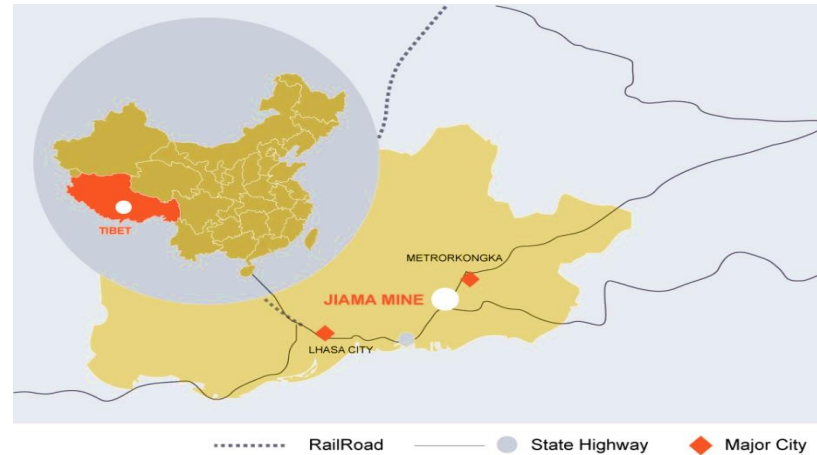 TIBET
METRORKONGKA
JIAMA MINE
LHASA CITY
RailRoad State Highway Major City